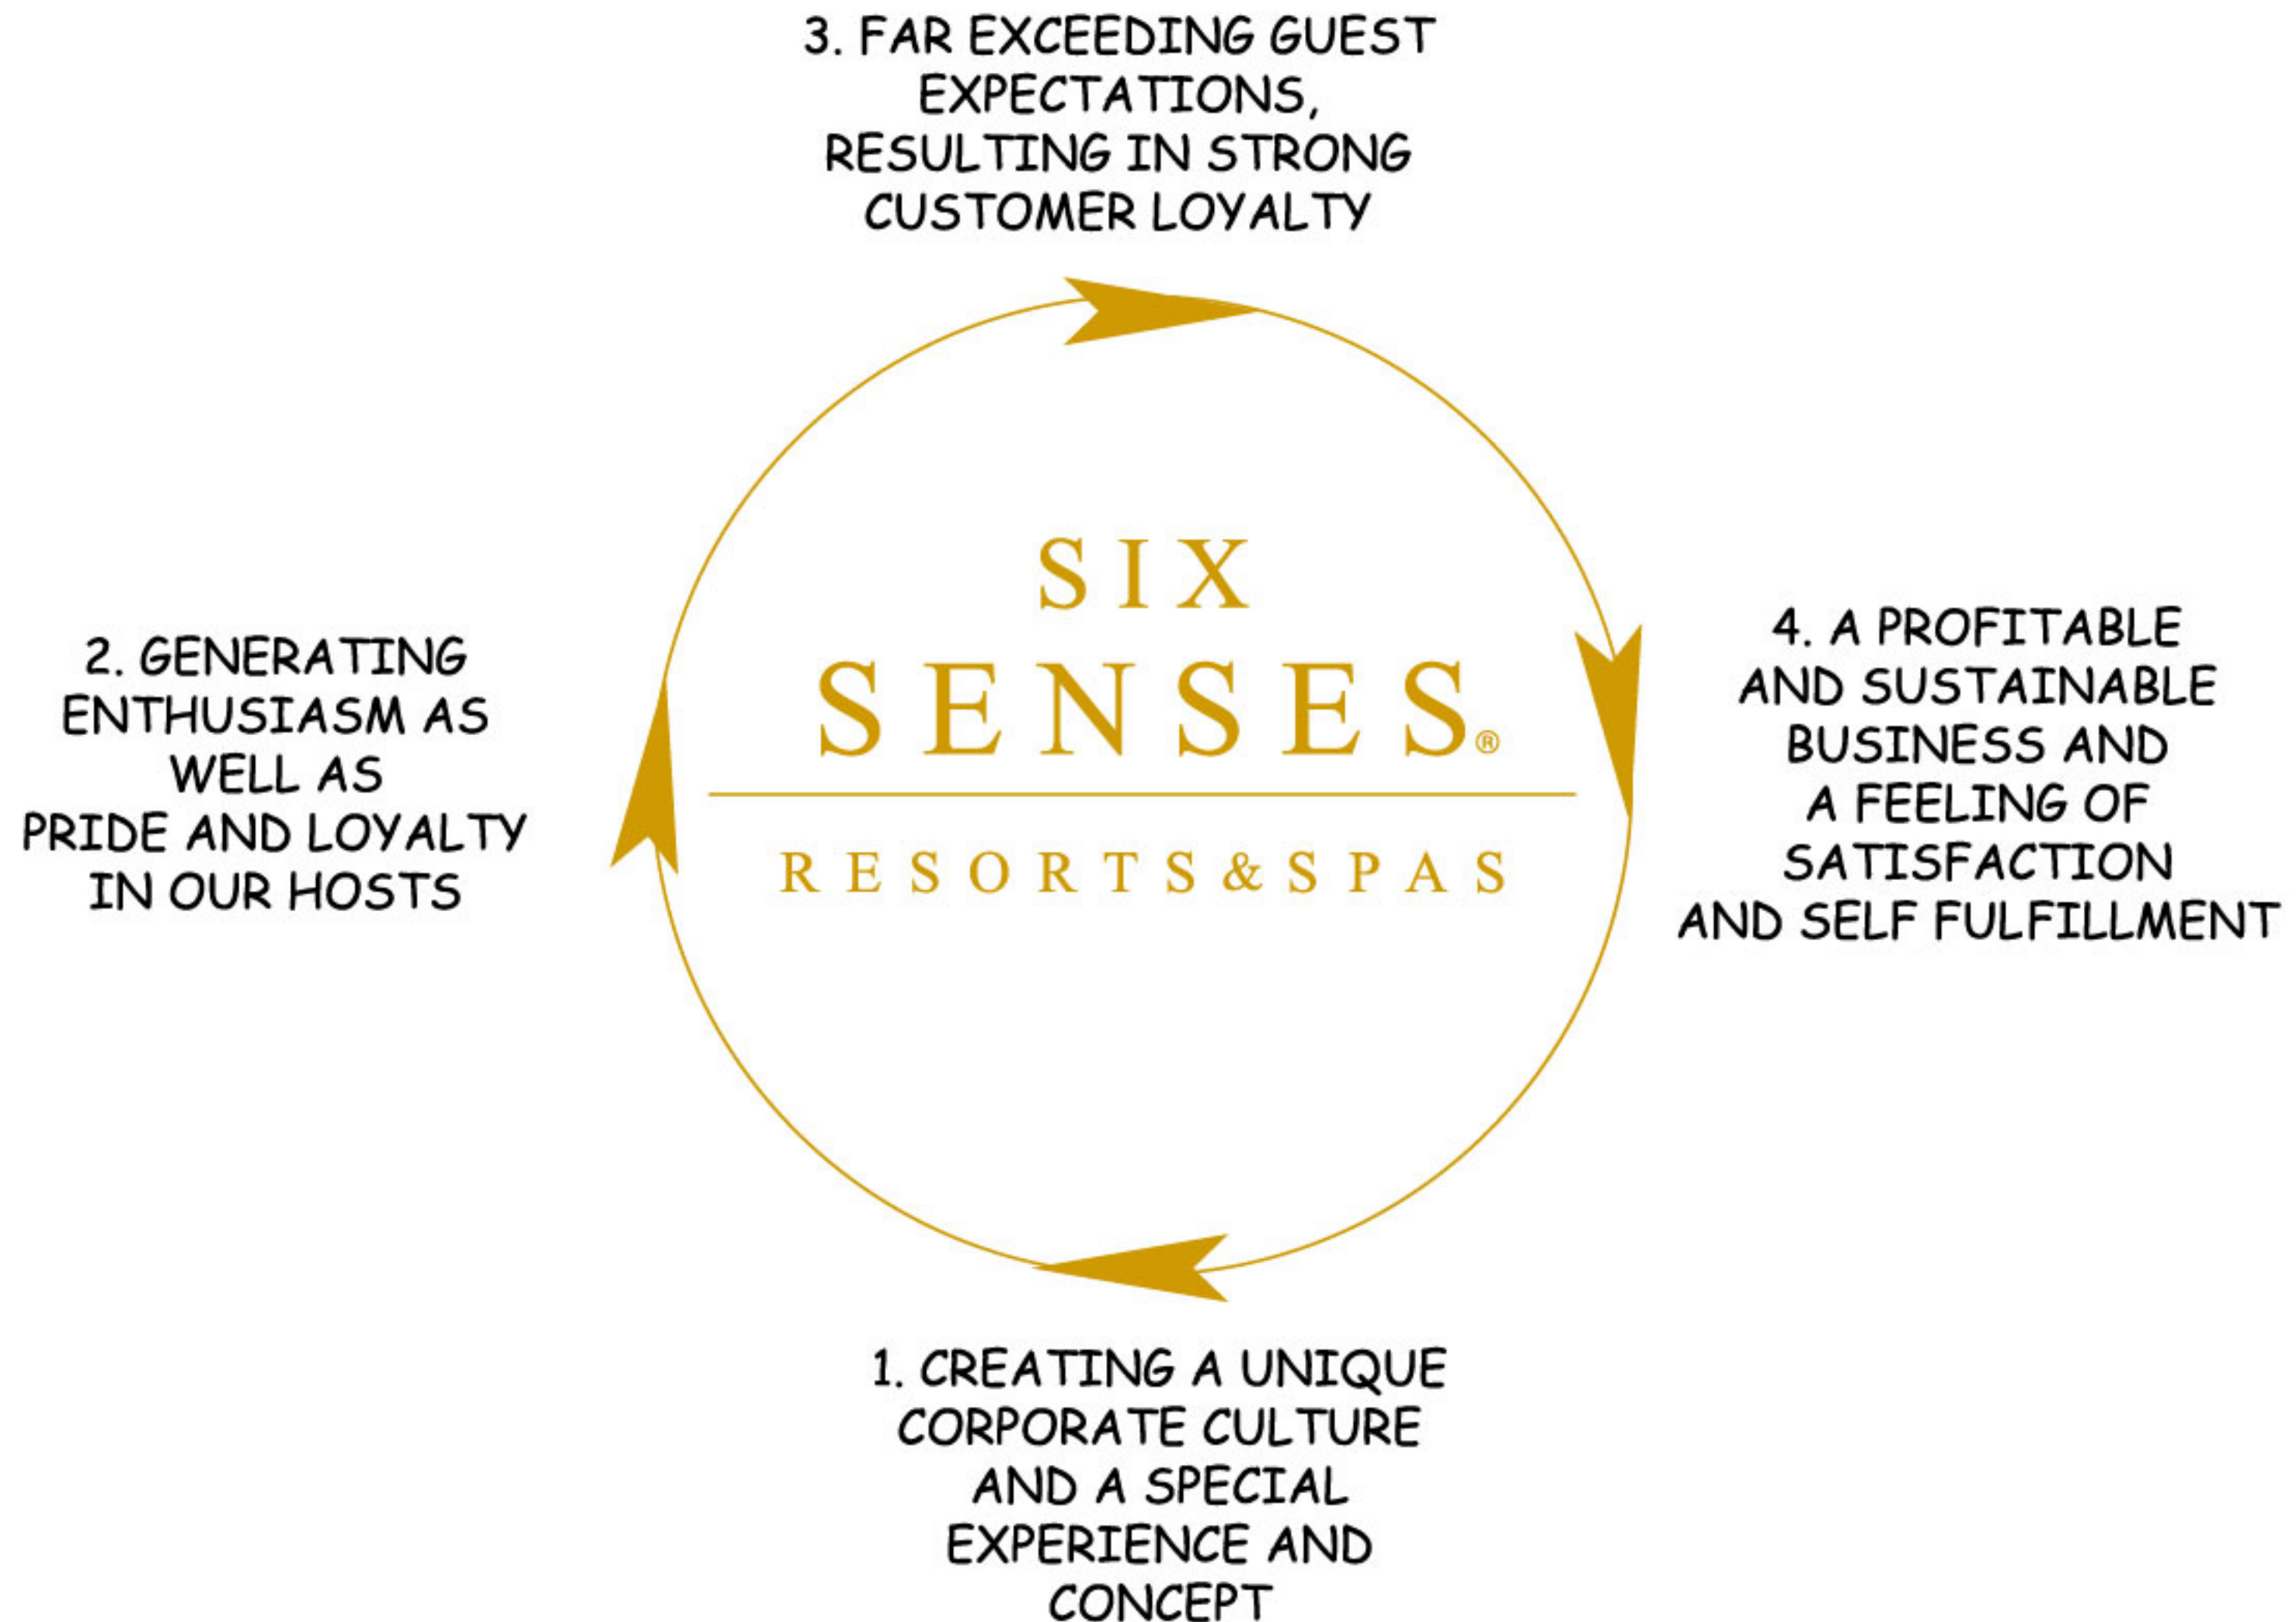 3. FAR EXCEEDING GUEST
EXPECTATIONS,
RESULTING IN STRONG
CUSTOMER LOYALTY
2. GENERATING
ENTHUSIASM AS
WELL AS
PRIDE AND LOYALTY
IN OUR HOSTS
SIX
SENSES®
RESORTS & SPAS
4. A PROFITABLE
AND SUSTAINABLE
BUSINESS AND
A FEELING OF
SATISFACTION
AND SELF FULFILLMENT
1. CREATING A UNIQUE
CORPORATE CULTURE
AND A SPECIAL
EXPERIENCE AND
CONCEPT